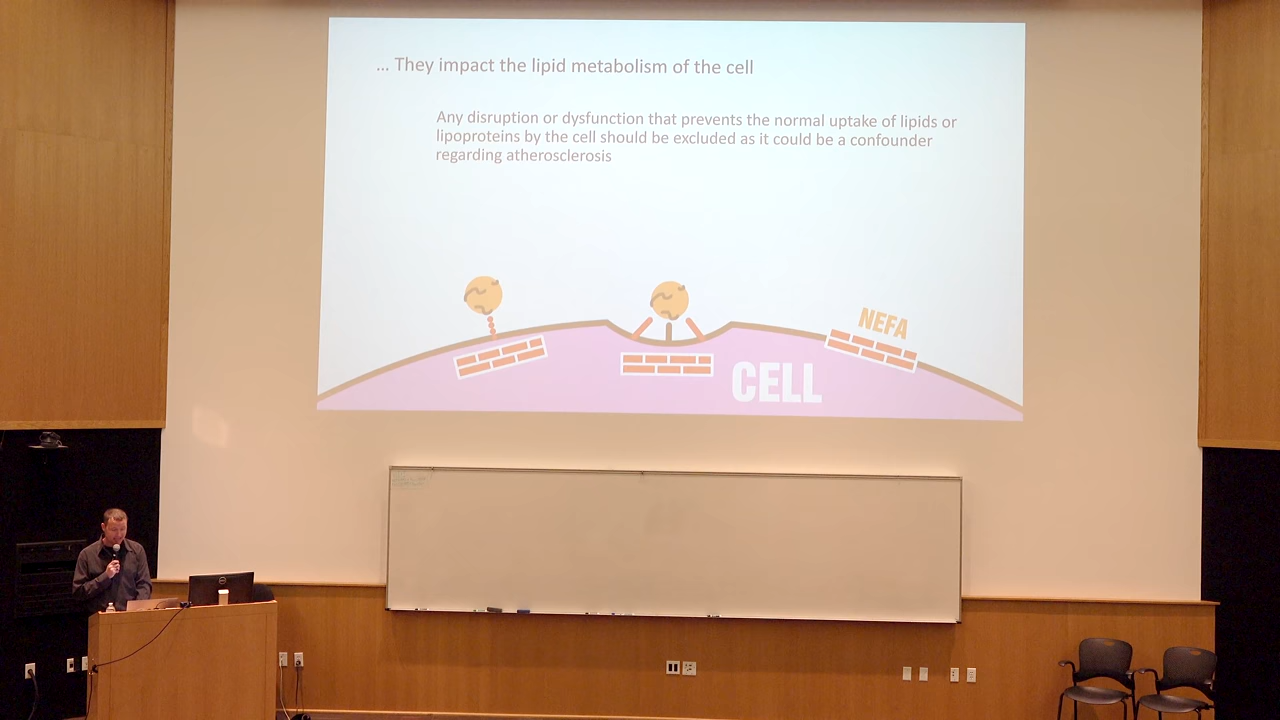 ... They impact the lipid metabolism of the cell
Any disruption or dysfunction that prevents the normal uptake of lipids or
lipoproteins by the cell should be excluded as it could be a confounder
regarding atherosclerosis
NEFA
CELL